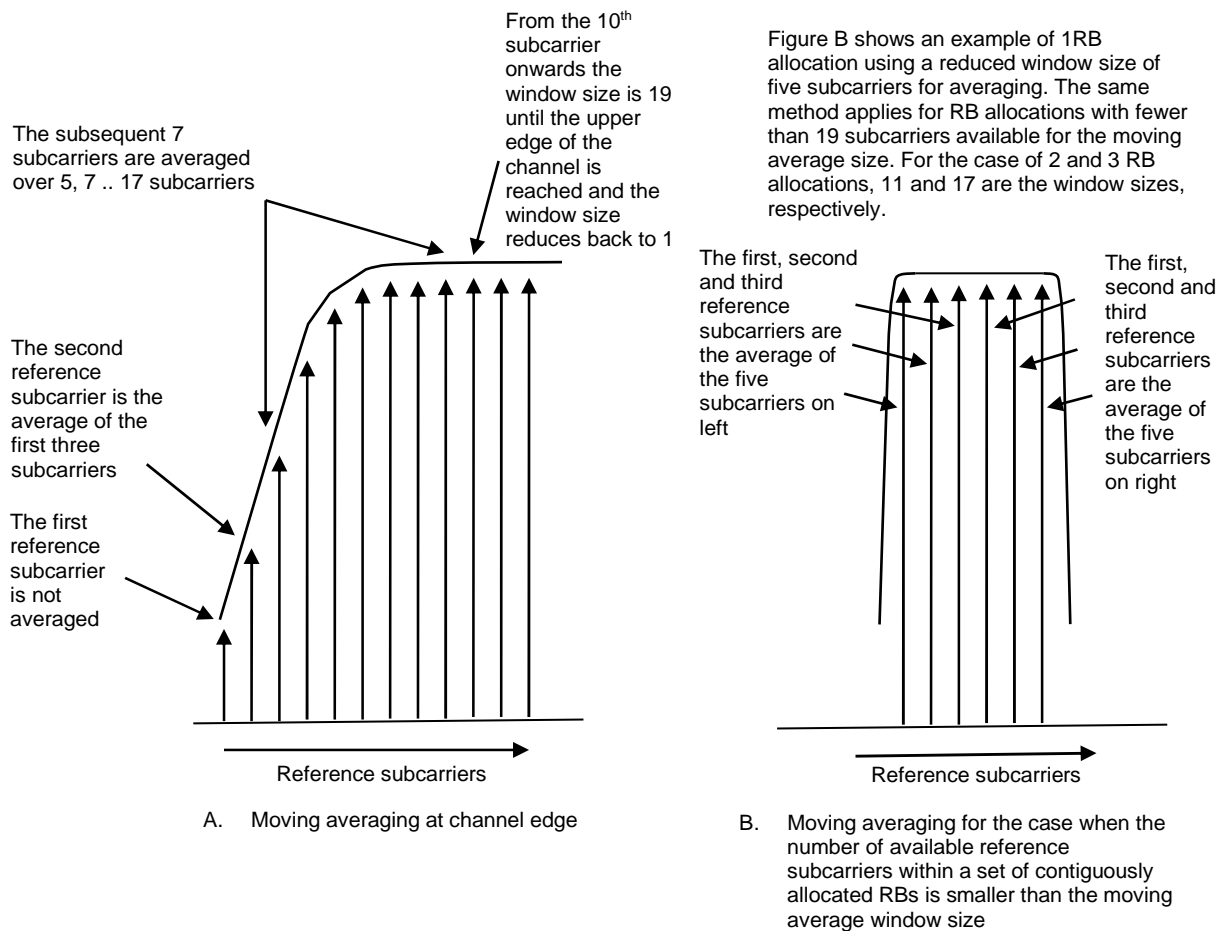 From the 10th
subcarrier
onwards the
window size is 19
until the upper
edge of the
channel is
reached and the
window size
reduces back to 1
The subsequent 7
subcarriers are averaged
over 5, 7 .. 17 subcarriers
The second
reference
subcarrier is the
average of the
first three
subcarriers
The first
reference
subcarrier
is not
averaged
Reference subcarriers
A. Moving averaging at channel edge
Figure B shows an example of 1RB
allocation using a reduced window size of
five subcarriers for averaging. The same
method applies for RB allocations with fewer
than 19 subcarriers available for the moving
average size. For the case of 2 and 3 RB
allocations, 11 and 17 are the window sizes,
respectively.
The first, second
and third
reference
subcarriers are
the average of
the five
subcarriers on
left
The first,
second and
third
reference
subcarriers
are the
average of
the five
subcarriers
on right
Reference subcarriers
B. Moving averaging for the case when the
number of available reference
subcarriers within a set of contiguously
allocated RBs is smaller than the moving
average window size